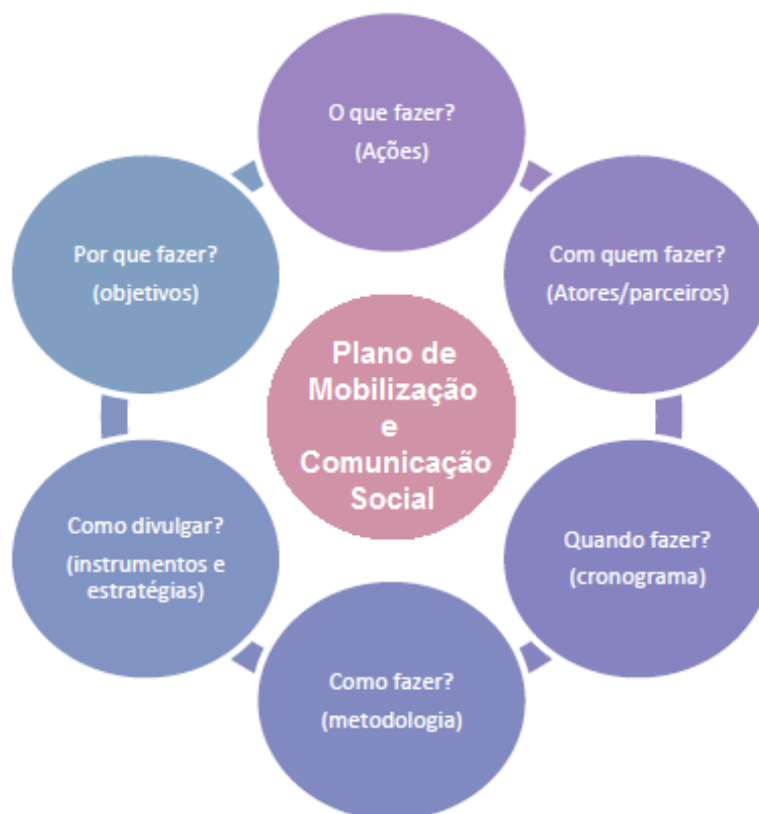 O que fazer?
(Ações)
Com quem fazer?
(Atores/parceiros)
Quando fazer?
(cronograma)
Como fazer?
(metodologia)
Como divulgar?
(instrumentos e
estratégias)
Por que fazer?
(objetivos)
Plano de
Mobilização
e
Comunicação
Social